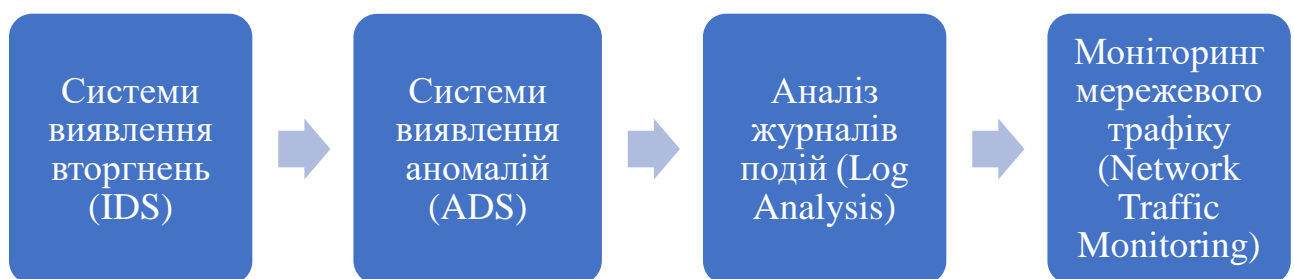 Системи
виявлення
вторгнень
(IDS)
Системи
виявлення
аномалій
(ADS)
Аналіз
журналів
подій (Log
Analysis)
Моніторинг
мережевого
трафіку
(Network
Traffic
Monitoring)